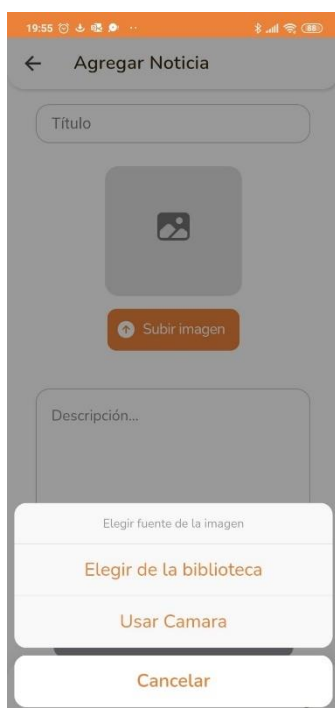 19:55
88
Agregar Noticia
Título
Subir imagen
Descripción...
Elegir fuente de la imagen
Elegir de la biblioteca
Usar Camara
Cancelar